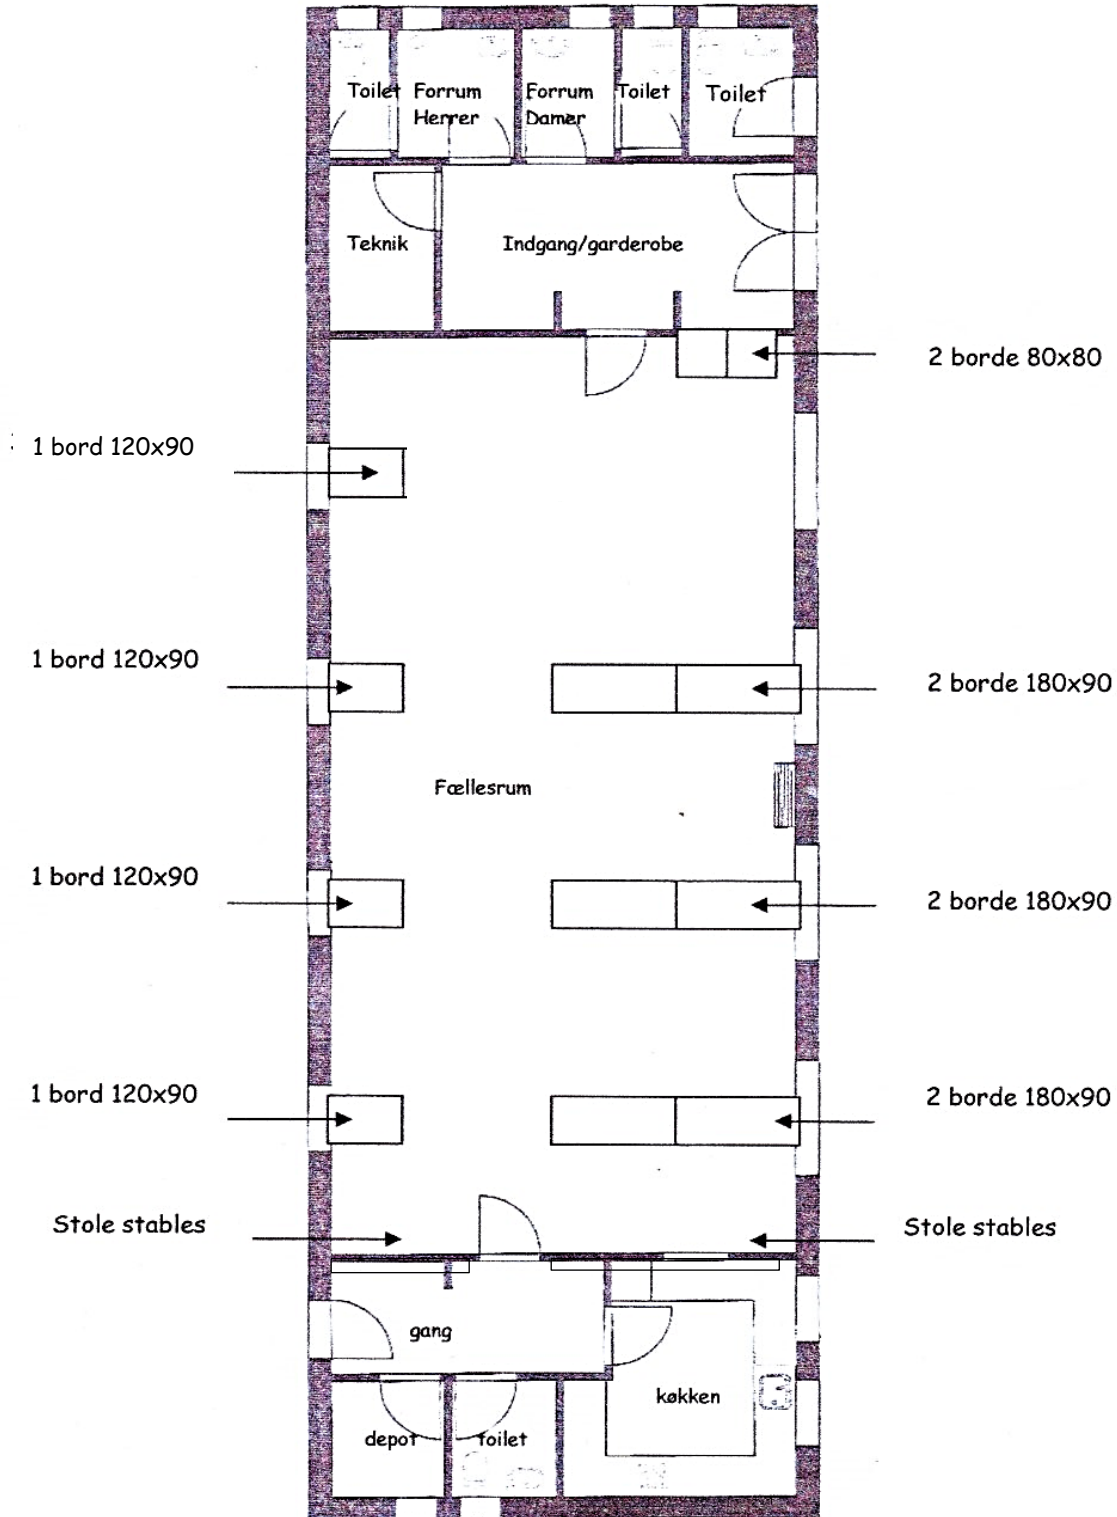 Toilet
Forrum
Herrer
Forrum
Damer
Toilet
Toilet
Teknik
Indgang/garderobe
2 borde 80x80
1 bord 120x90
1 bord 120x90
2 borde 180x90
Fællesrum
1 bord 120x90
2 borde 180x90
1 bord 120x90
2 borde 180x90
Stole stables
Stole stables
gang
køkken
depot
toilet